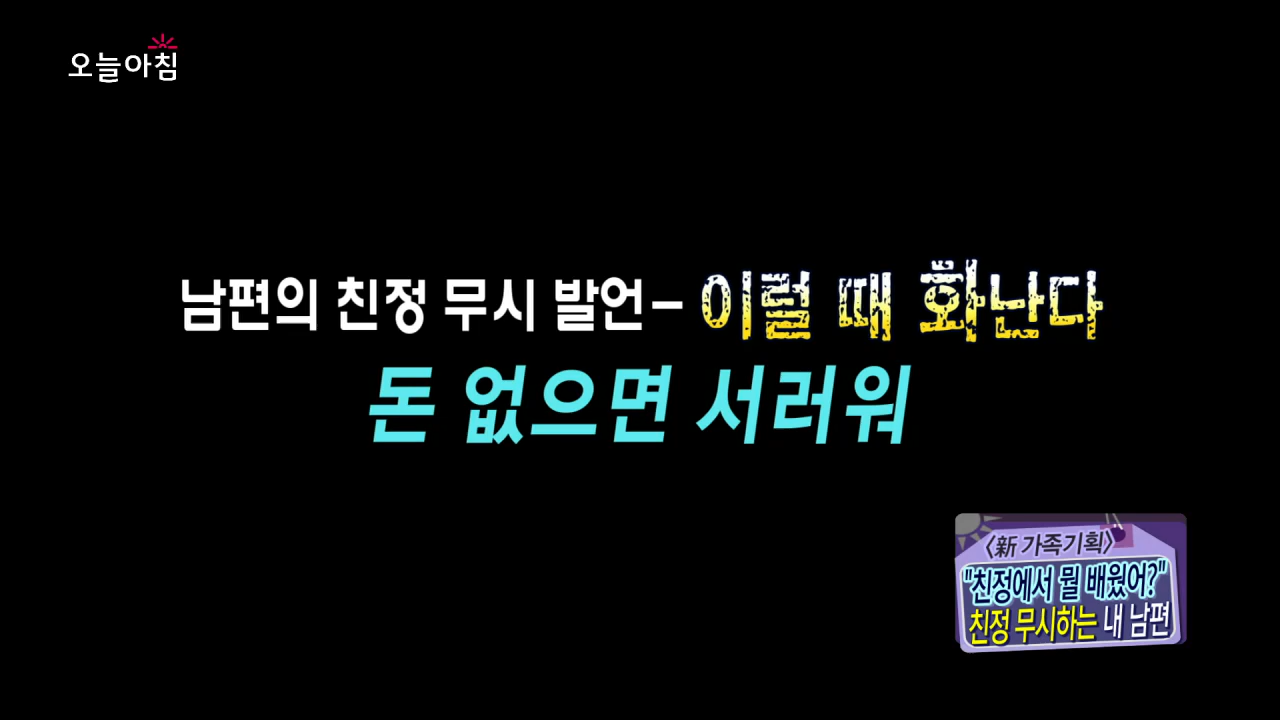 오늘아침
남편의 친정 무시 발언- 이럴 때 화난다
돈 없으면 서러워
<新 가족기획>
"친정에서 뭘 배웠어?"
친정 무시하는 내 남편